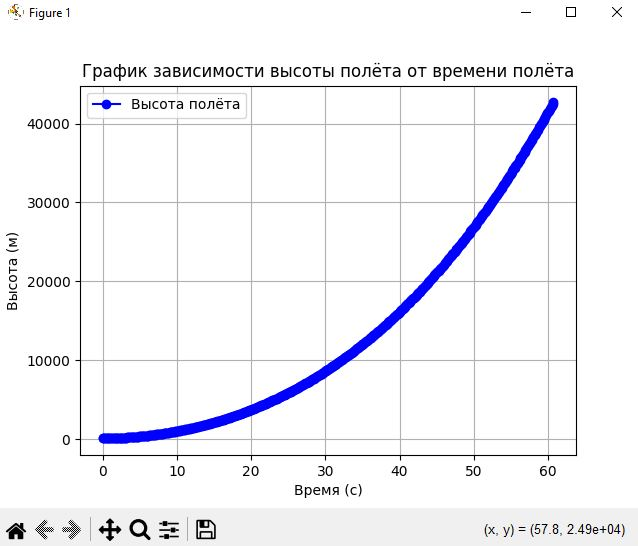 Figure 1
График зависимости высоты полёта от времени полёта
Высота полёта
40000
30000
20000
10000
0
Высота (м)
0 10 20 30 40 50 60
Время (с)
(x, y) = (57.8, 2.49e+04)